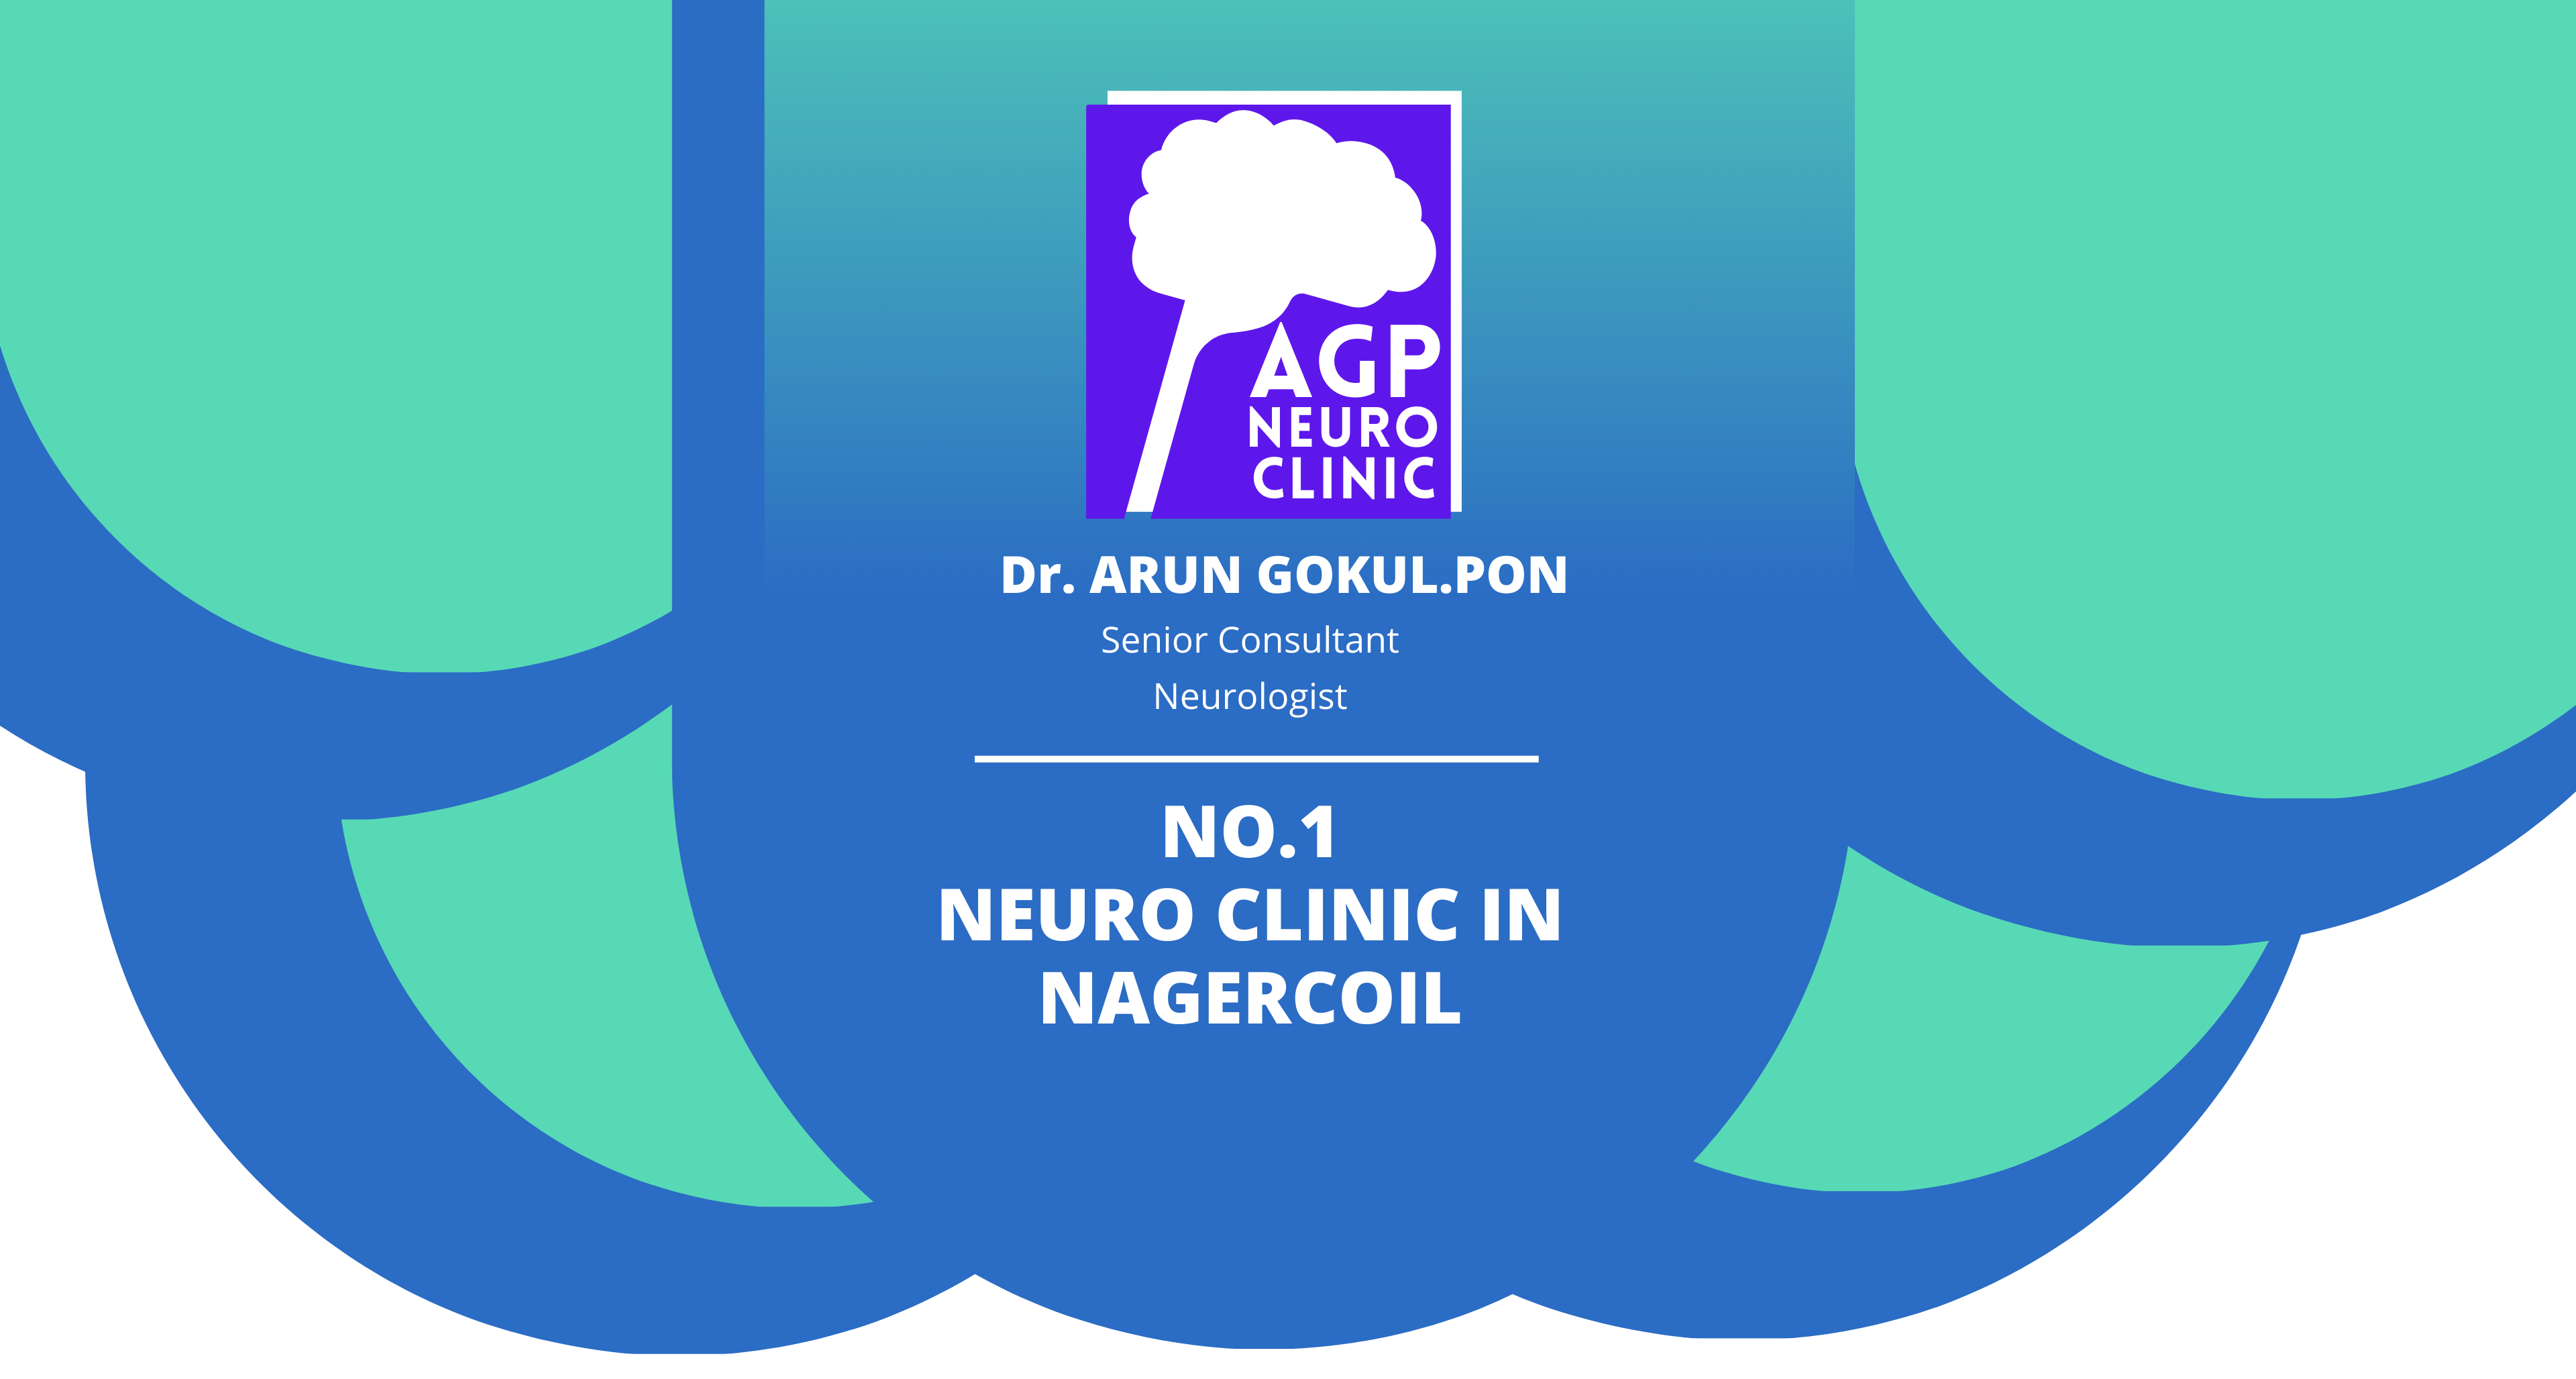 AGP
NEURO
CLINIC
Dr. ARUN GOKUL.PON
Senior Consultant
Neurologist
NO.1
NEURO CLINIC IN
NAGERCOIL